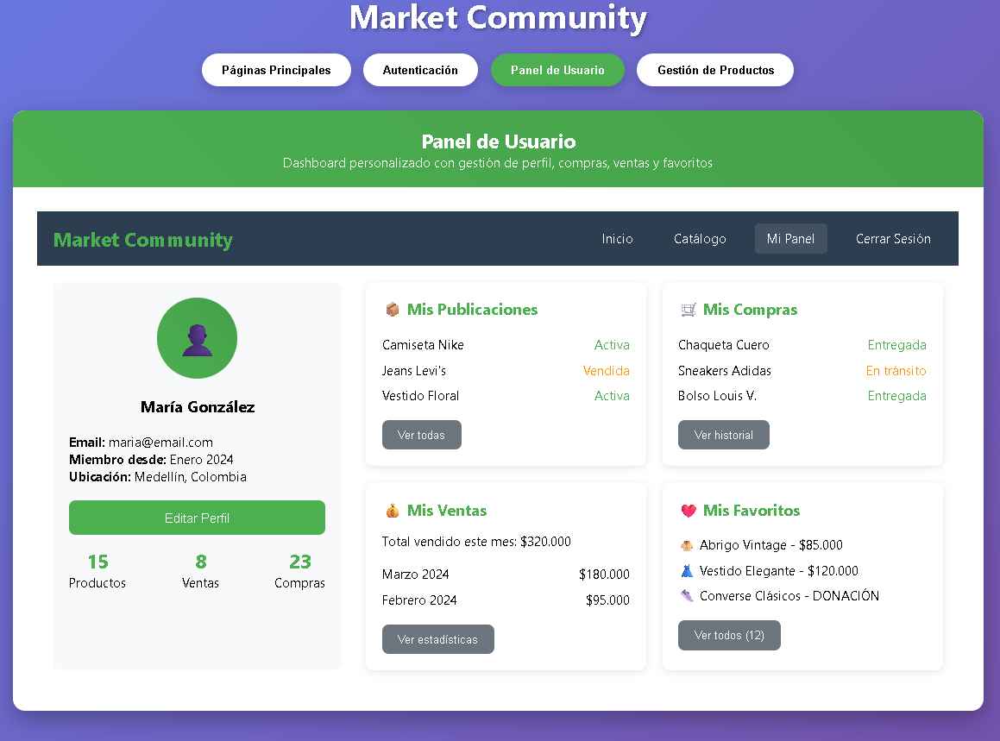 Market Community
Páginas Principales
Autenticación
Panel de Usuario
Gestión de Productos
Panel de Usuario
Dashboard personalizado con gestión de perfil, compras, ventas y favoritos
Market Community
Inicio
Catálogo
Mi Panel
Cerrar Sesión
María González
Email: maria@email.com
Miembro desde: Enero 2024
Ubicación: Medellín, Colombia
Editar Perfil
15 8 23
Productos Ventas Compras
Mis Publicaciones
Camiseta Nike Activa
Jeans Levi's Vendida
Vestido Floral Activa
Ver todas
Mis Compras
Chaqueta Cuero Entregada
Sneakers Adidas En tránsito
Bolso Louis V. Entregada
Ver historial
Mis Ventas
Total vendido este mes: $320.000
Marzo 2024 $180.000
Febrero 2024 $95.000
Ver estadísticas
Mis Favoritos
Abrigo Vintage - $85.000
Vestido Elegante - $120.000
Converse Clásicos - DONACIÓN
Ver todos (12)